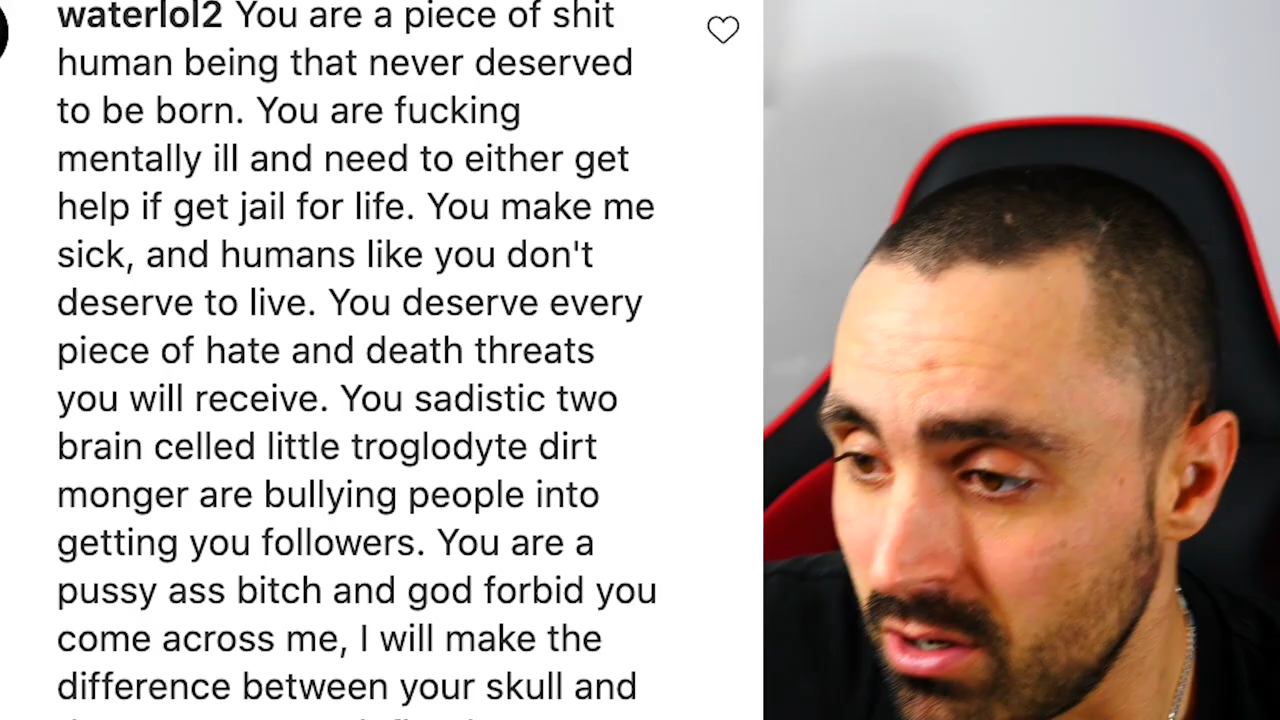 waterlol2 You are a piece of shit
human being that never deserved
to be born. You are fucking
mentally ill and need to either get
help if get jail for life. You make me
sick, and humans like you don't
deserve to live. You deserve every
piece of hate and death threats
you will receive. You sadistic two
brain celled little troglodyte dirt
monger are bullying people into
getting you followers. You are a
pussy ass bitch and god forbid you
come across me, I will make the
difference between your skull and